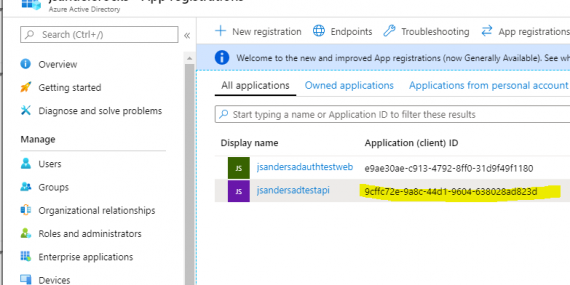 Azure Active Directory
Search (Ctrl+/)
«
Overview
Getting started
Diagnose and solve problems
Manage
Users
Groups
Organizational relationships
Roles and administrators
Enterprise applications
Devices
+ New registration Endpoints Troubleshooting App registrations
Welcome to the new and improved App registrations (now Generally Available). See wh
All applications Owned applications Applications from personal account
Start typing a name or Application ID to filter these results
Display name Application (client) ID
JS jsandersadauthtestweb e9ae30ae-c913-4792-8ff0-31d9f49f1180
JS jsandersadtestapi 9cffc72e-9a8c-44d1-9604-638028ad823d